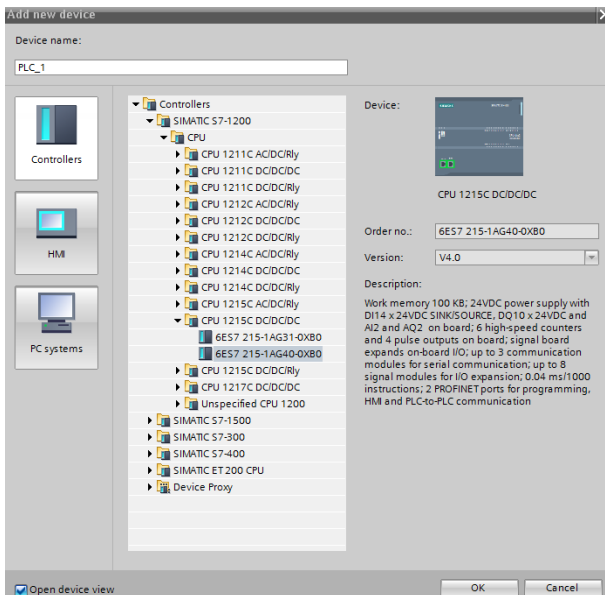 Add new device
Device name:
PLC_1
Controllers
HMI
PC systems
Controllers
SIMATIC S7-1200
CPU
CPU 1211C AC/DC/Rly
CPU 1211C DC/DC/DC
CPU 1211C DC/DC/Rly
CPU 1212C AC/DC/Rly
CPU 1212C DC/DC/DC
CPU 1212C DC/DC/Rly
CPU 1214C AC/DC/Rly
CPU 1214C DC/DC/DC
CPU 1214C DC/DC/Rly
CPU 1215C AC/DC/Rly
CPU 1215C DC/DC/DC
6ES7 215-1AG31-0XB0
6ES7 215-1AG40-0XB0
CPU 1215C DC/DC/Rly
CPU 1217C DC/DC/DC
Unspecified CPU 1200
SIMATIC S7-1500
SIMATIC S7-300
SIMATIC S7-400
SIMATIC ET 200 CPU
Device Proxy
Device:
CPU 1215C DC/DC/DC
Order no.: 6ES7 215-1AG40-0XB0
Version: V4.0
Description:
Work memory 100 KB; 24VDC power supply with
DI14 x 24VDC SINK/SOURCE, DQ10 x 24VDC and
AI2 and AQ2 on board; 6 high-speed counters
and 4 pulse outputs on board; signal board
expands on-board I/O; up to 3 communication
modules for serial communication; up to 8
signal modules for I/O expansion; 0.04 ms/1000
instructions; 2 PROFINET ports for programming,
HMI and PLC-to-PLC communication
Open device view
OK
Cancel